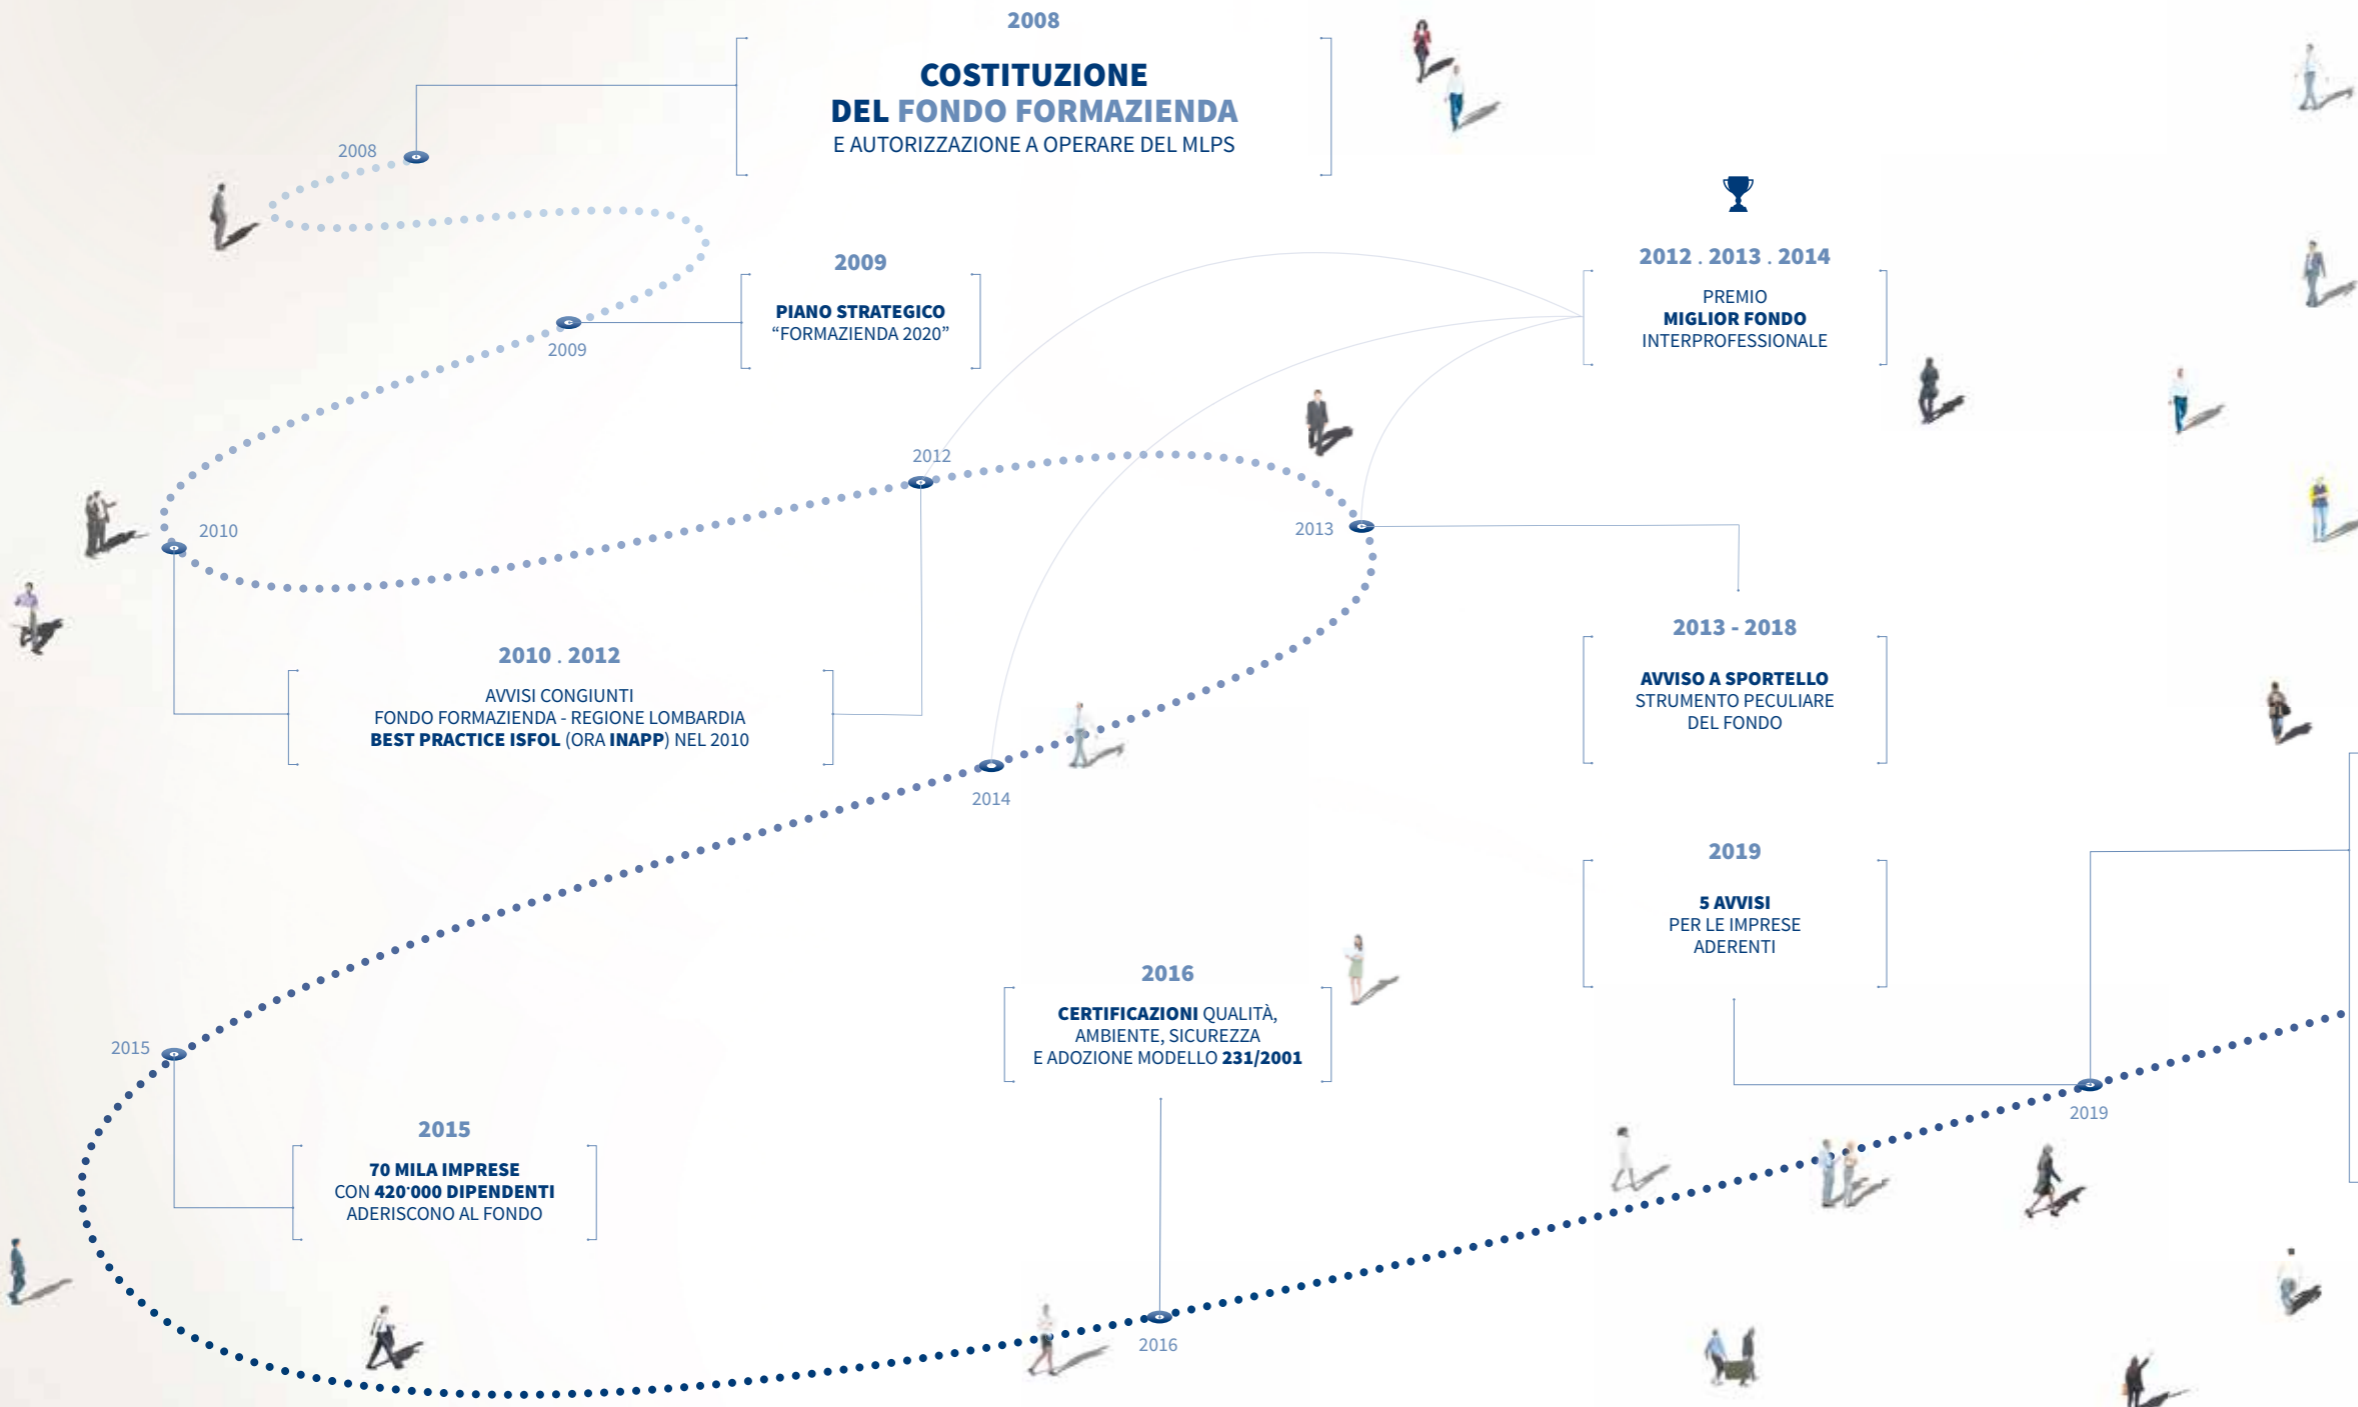 2008
COSTITUZIONE
DEL FONDO FORMAZIENDA
E AUTORIZZAZIONE A OPERARE DEL MLPS
2008
2009
PIANO STRATEGICO
“FORMAZIENDA 2020”
2009
2012 . 2013 . 2014
PREMIO
MIGLIOR FONDO
INTERPROFESSIONALE
2012
2010
2013
2010 . 2012
AVVISI CONGIUNTI
FONDO FORMAZIENDA - REGIONE LOMBARDIA
BEST PRACTICE ISFOL (ORA INAPP) NEL 2010
2013 - 2018
AVVISO A SPORTELLO
STRUMENTO PECULIARE
DEL FONDO
2014
2019
5 AVVISI
PER LE IMPRESE
ADERENTI
2016
CERTIFICAZIONI QUALITÀ,
AMBIENTE, SICUREZZA
E ADOZIONE MODELLO 231/2001
2015
2019
2015
70 MILA IMPRESE
CON 420˙000 DIPENDENTI
ADERISCONO AL FONDO
2016